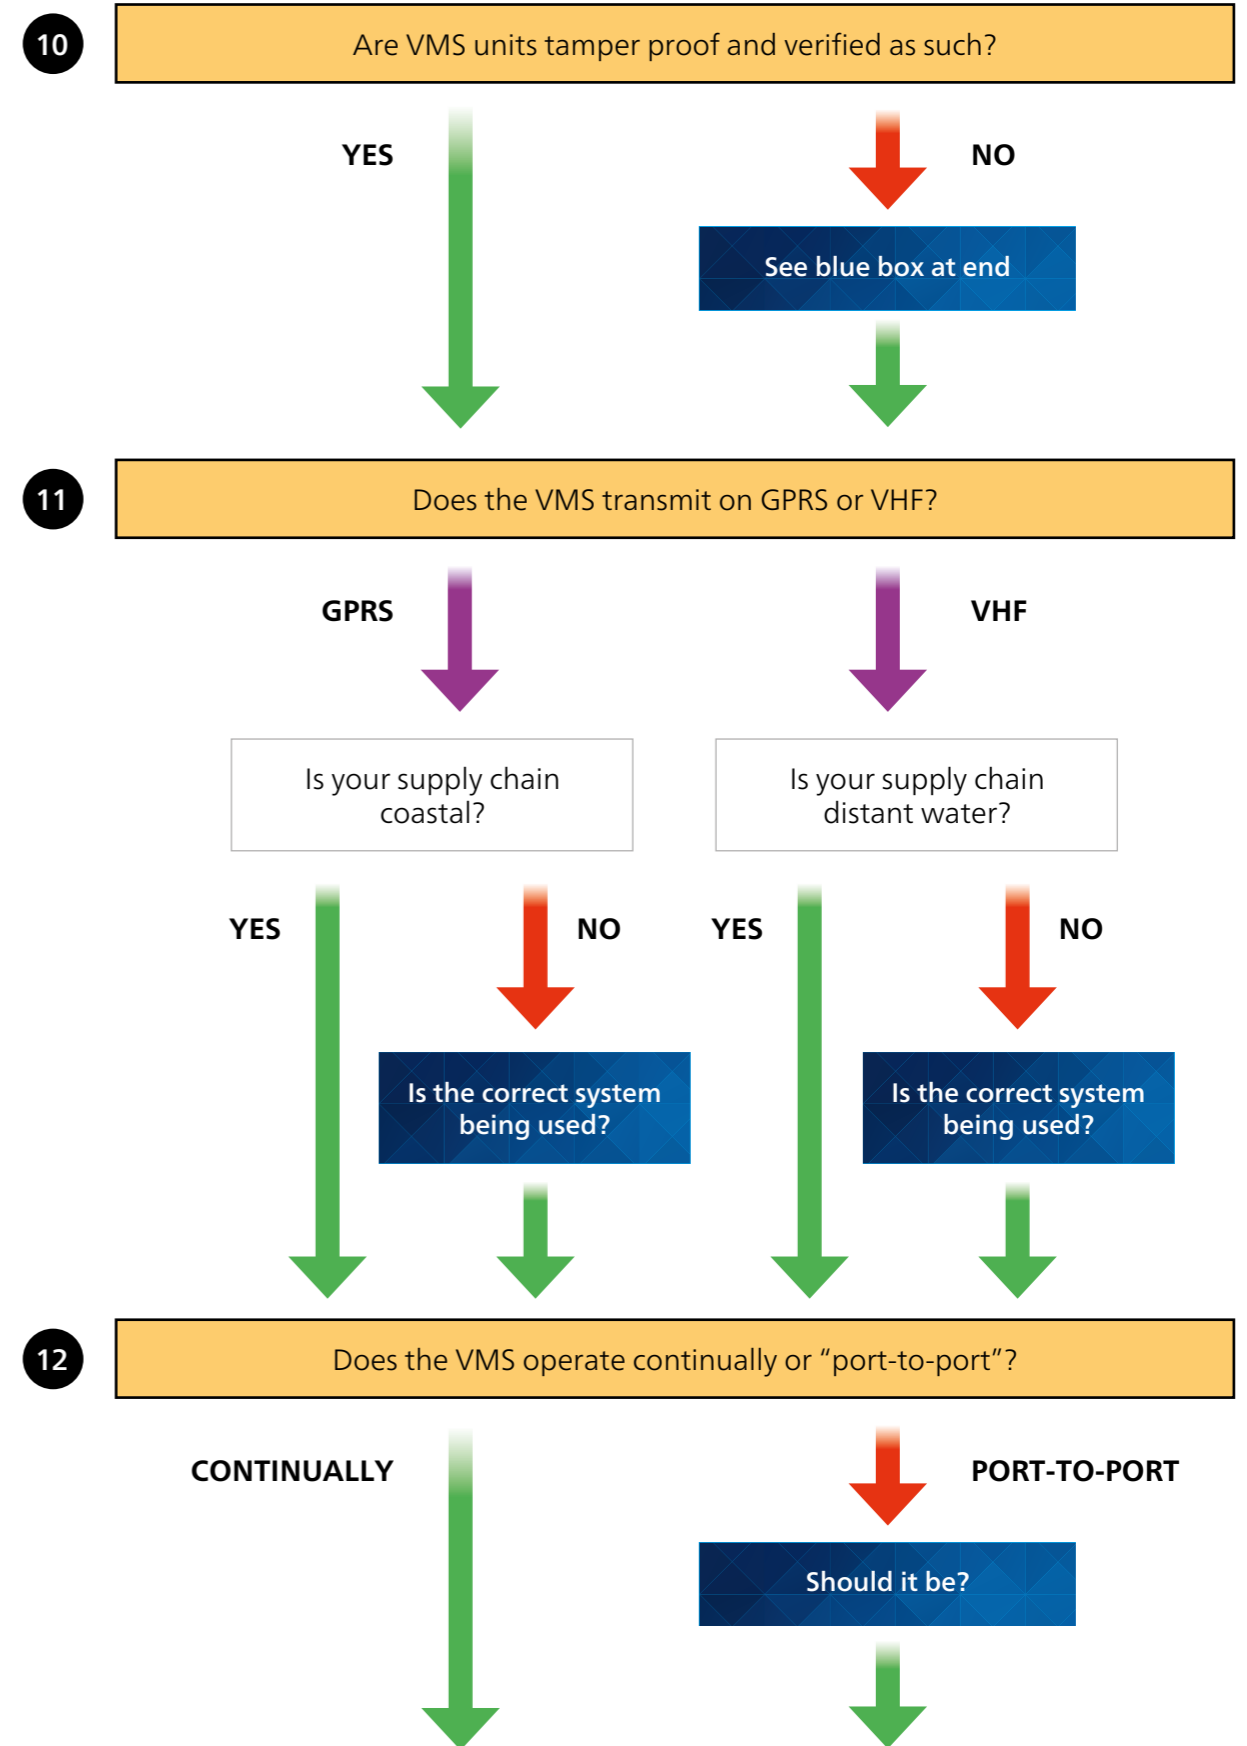 10
Are VMS units tamper proof and verified as such?
YES
NO
See blue box at end
11
Does the VMS transmit on GPRS or VHF?
GPRS
VHF
Is your supply chain
coastal?
Is your supply chain
distant water?
YES
NO
YES
NO
Is the correct system
being used?
Is the correct system
being used?
12
Does the VMS operate continually or “port-to-port”?
CONTINUALLY
PORT-TO-PORT
Should it be?